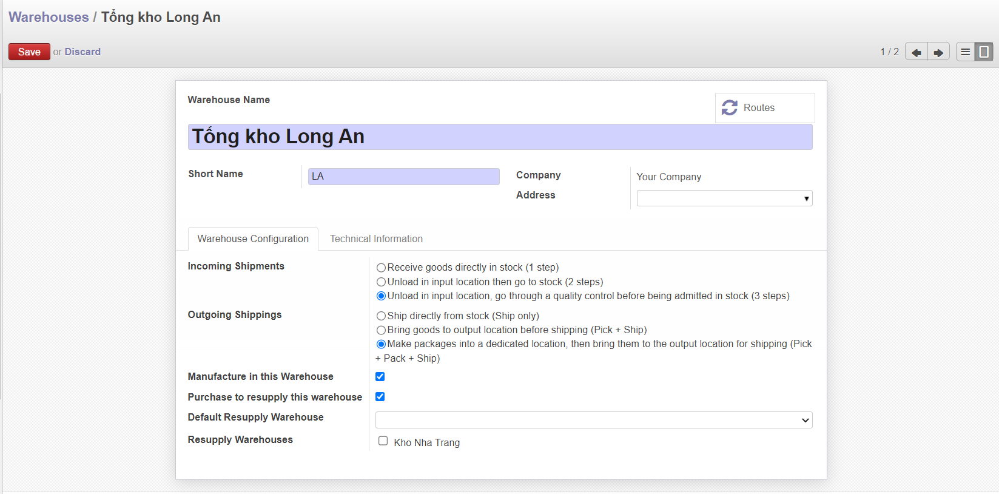 Warehouses / Tổng kho Long An
Save or Discard
1 / 2
Warehouse Name
Routes
Tổng kho Long An
Short Name
LA
Company
Your Company
Address
Warehouse Configuration
Technical Information
Incoming Shipments
Receive goods directly in stock (1 step)
Unload in input location then go to stock (2 steps)
Unload in input location, go through a quality control before being admitted in stock (3 steps)
Outgoing Shippings
Ship directly from stock (Ship only)
Bring goods to output location before shipping (Pick + Ship)
Make packages into a dedicated location, then bring them to the output location for shipping (Pick
+ Pack + Ship)
Manufacture in this Warehouse
Purchase to resupply this warehouse
Default Resupply Warehouse
Resupply Warehouses
Kho Nha Trang